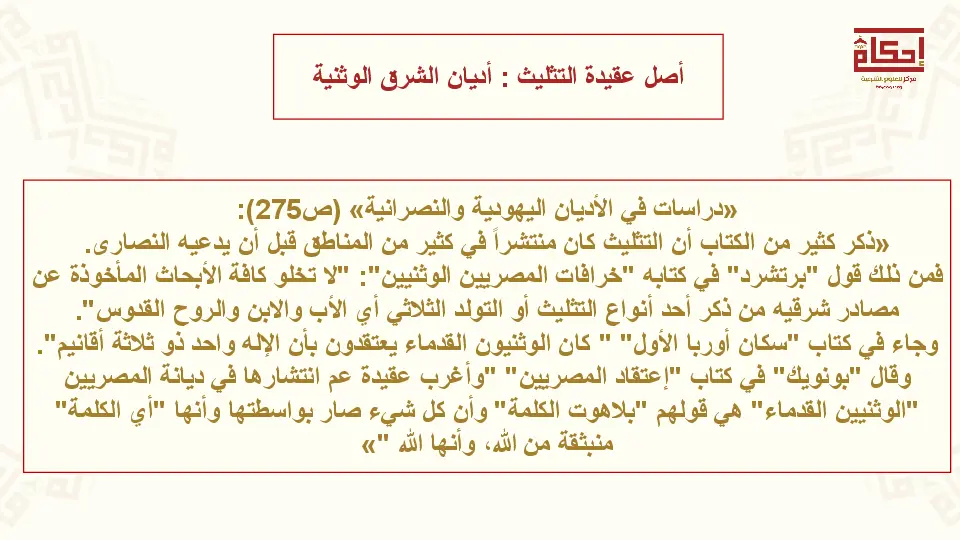 إحكام
مركز للعلوم الشرعية
أصل عقيدة التثليث : أديان الشرق الوثنية
«دراسات في الأديان اليهودية والنصرانية» (ص275):
«ذكر كثير من الكتاب أن التثليث كان منتشراً في كثير من المناطق قبل أن يدعيه النصارى.
فمن ذلك قول "برتشرد" في كتابه "خرافات المصريين الوثنيين": "لا تخلو كافة الأبحاث المأخوذة عن
مصادر شرقيه من ذكر أحد أنواع التثليث أو التولد الثلاثي أي الأب والابن والروح القدوس".
وجاء في كتاب "سكان أوربا الأول" " كان الوثنيون القدماء يعتقدون بأن الإله واحد ذو ثلاثة أقانيم".
وقال "بونويك" في كتاب "إعتقاد المصريين" "وأغرب عقيدة عم انتشارها في ديانة المصريين
"الوثنيين القدماء" هي قولهم "بلاهوت الكلمة" وأن كل شيء صار بواسطتها وأنها "أي الكلمة"
منبثقة من الله، وأنها الله "»